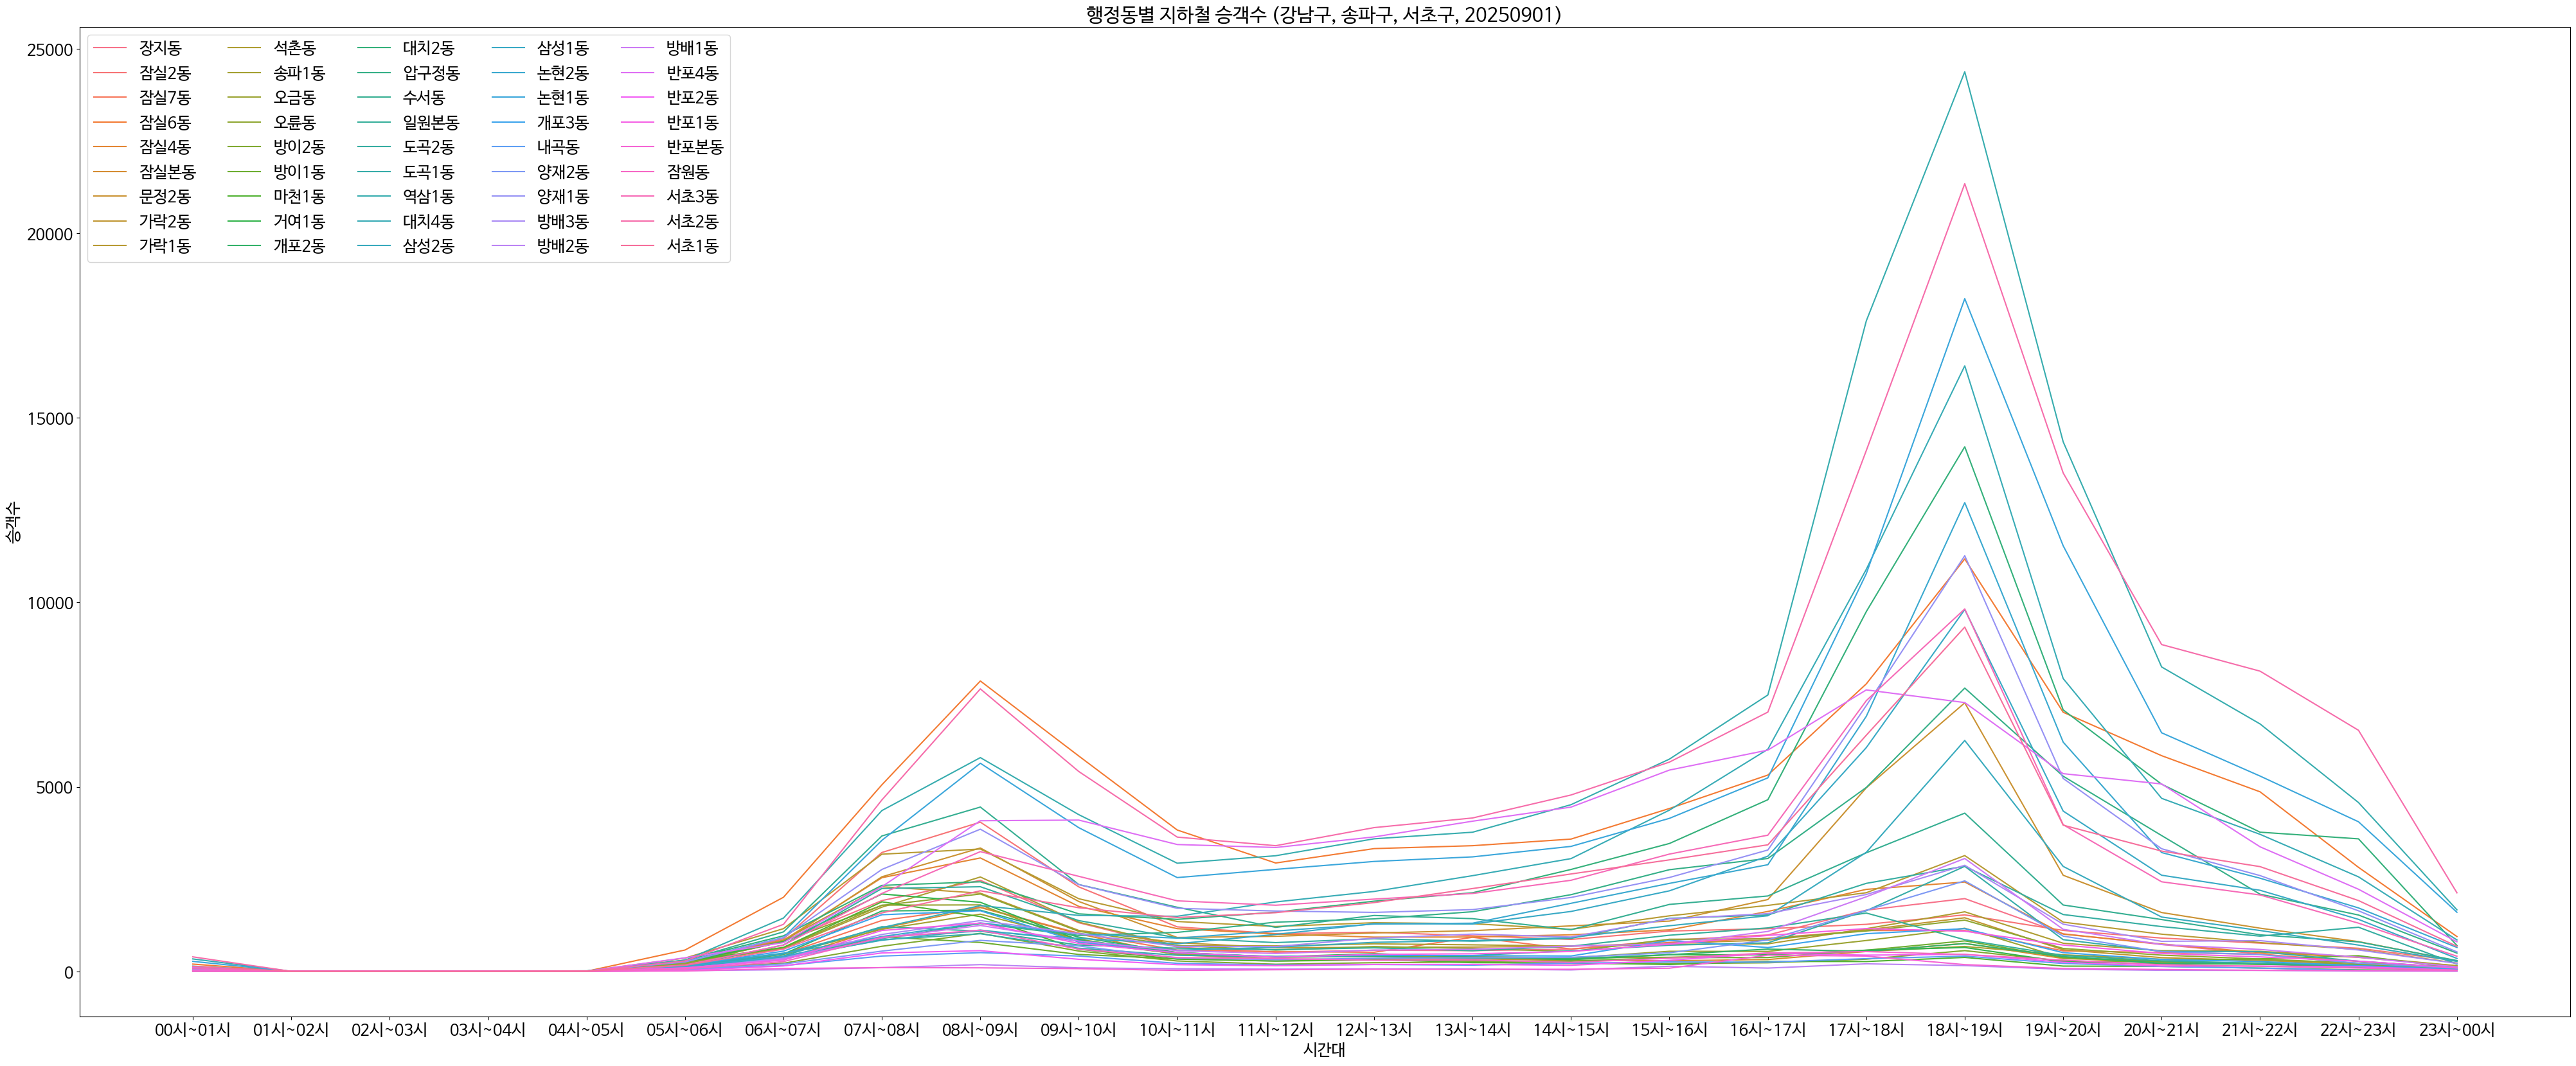 행정동별 지하철 승객수 (강남구, 송파구, 서초구, 20250901)
장지동 석촌동 대치2동 삼성1동 방배1동
잠실2동 송파1동 압구정동 논현2동 반포4동
잠실7동 오금동 수서동 논현1동 반포2동
잠실6동 오륜동 일원본동 개포3동 반포1동
잠실4동 방이2동 도곡2동 내곡동 반포본동
잠실본동 방이1동 도곡1동 양재2동 잠원동
문정2동 마천1동 역삼1동 양재1동 서초3동
가락2동 거여1동 대치4동 방배3동 서초2동
가락1동 개포2동 삼성2동 방배2동 서초1동
25000
20000
15000
10000
5000
0
승객수
00시~01시 01시~02시 02시~03시 03시~04시 04시~05시 05시~06시 06시~07시 07시~08시 08시~09시 09시~10시 10시~11시 11시~12시 12시~13시 13시~14시 14시~15시 15시~16시 16시~17시 17시~18시 18시~19시 19시~20시 20시~21시 21시~22시 22시~23시 23시~00시
시간대